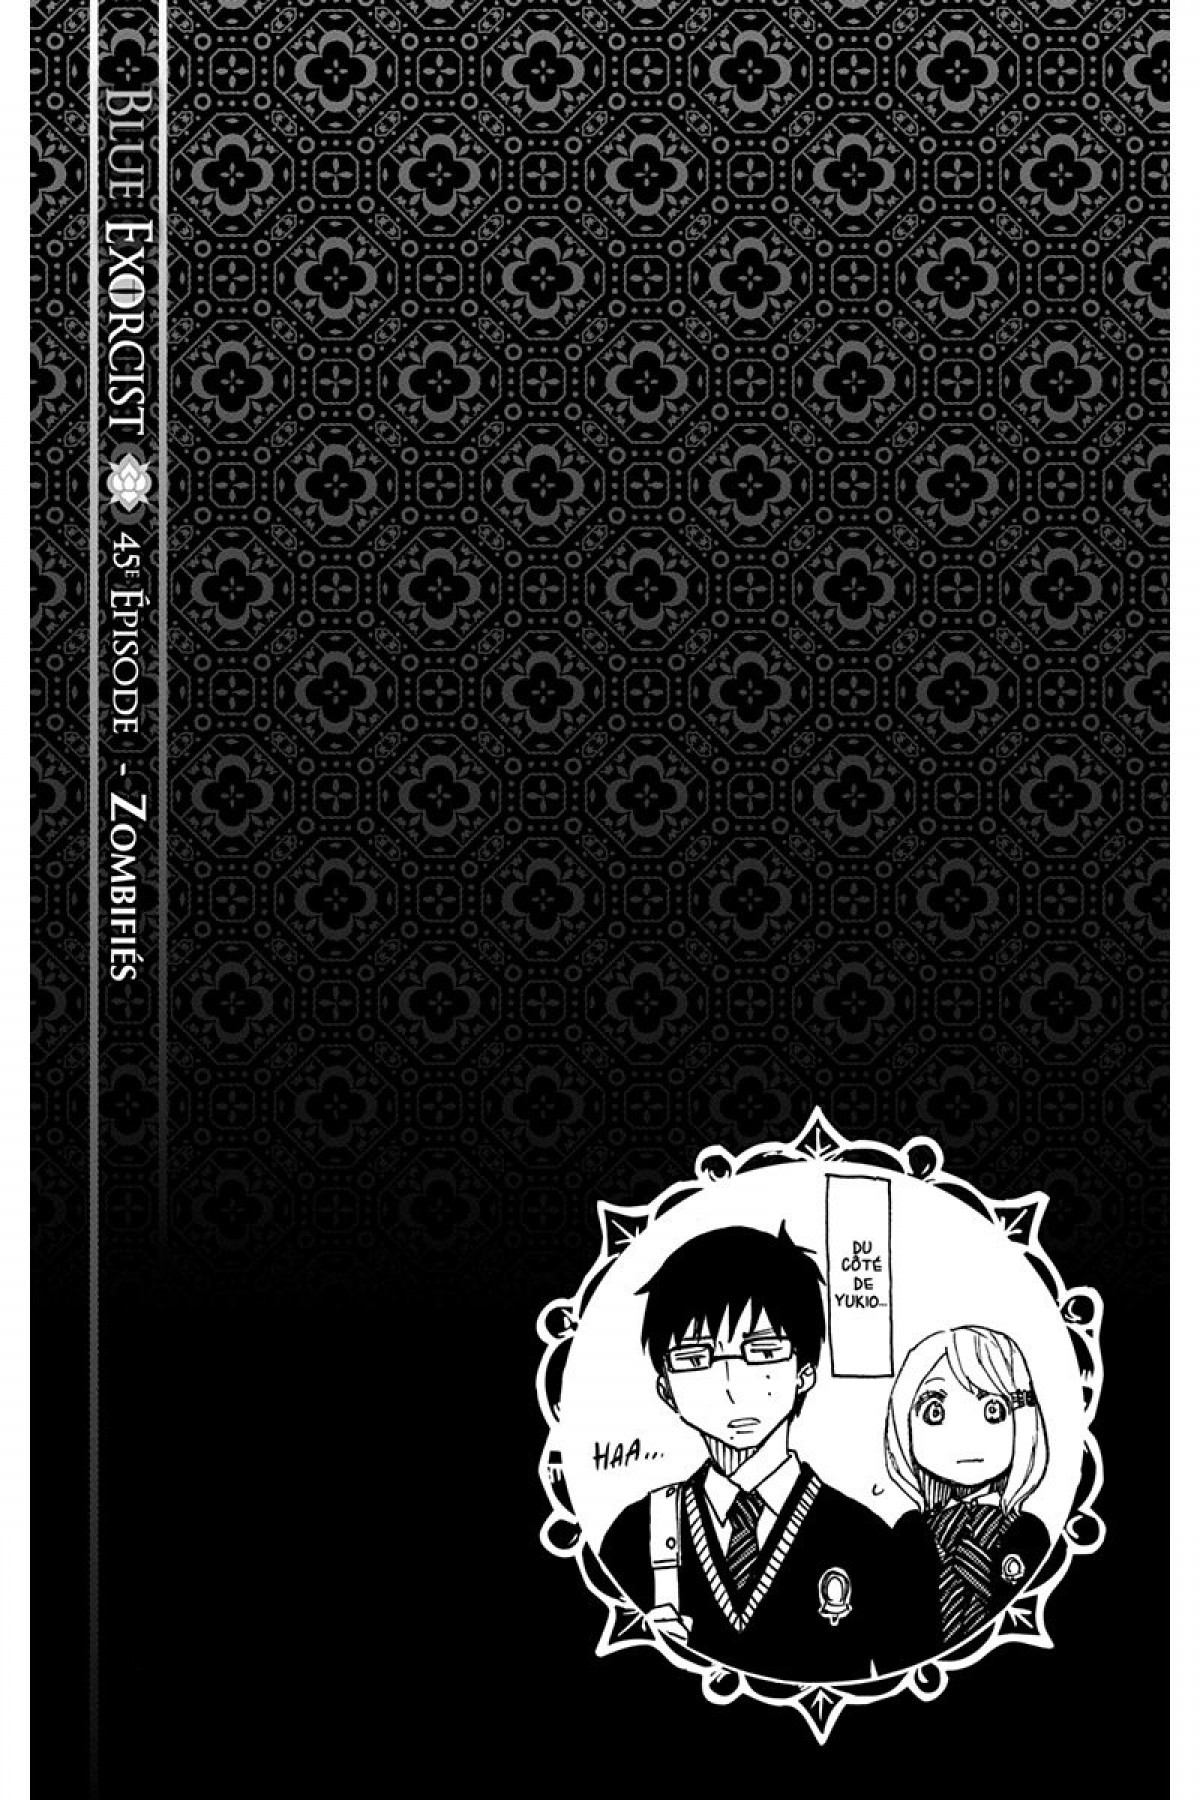 BLUE EXORCIST 45E ÉPISODE - ZOMBIFIÉS
DU
CÔTÉ
DE
YUKIO...
HAA...